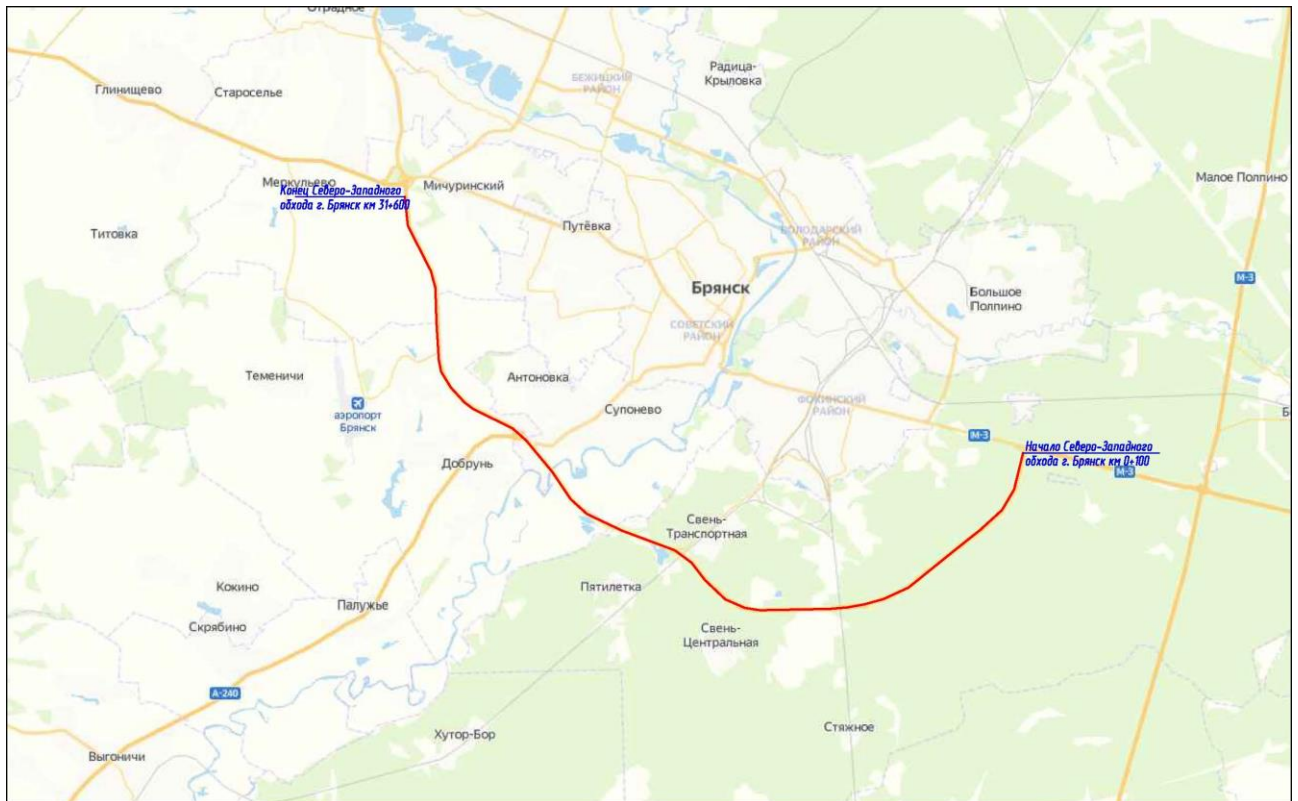 Отрадное
Радица-
Крыловка
БЕЖИЦКИЙ
РАЙОН
Глинищево
Староселье
Малое Полпино
Меркульево
Мичуринский
Конец Северо-Западного
обхода г. Брянск км 31+600
Путёвка
Титовка
ВОЛОДАРСКИЙ
РАЙОН
М-3
Брянск
Большое
Полпино
СОВЕТСКИЙ
РАЙОН
Теменичи
Антоновка
аэропорт
Брянск
Супонево
ФОКИНСКИЙ
РАЙОН
М-3
Начало Северо-Западного
обхода г. Брянск км 0+100
М-3
Добрунь
Свень-
Транспортная
Кокино
Пятилетка
Палужье
Скрябино
Свень-
Центральная
А-240
Стяжное
Хутор-Бор
Выгоничи